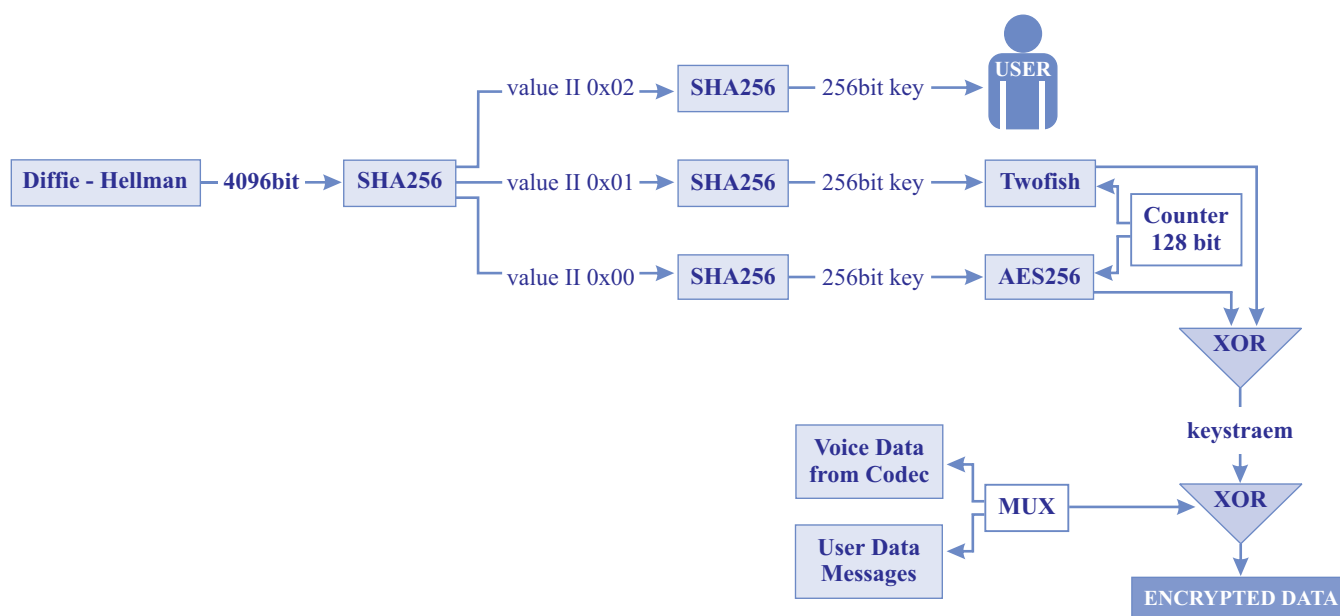 value II 0x02
SHA256
256bit key
USER
Diffie - Hellman
4096bit
SHA256
value II 0x01
SHA256
256bit key
Twofish
Counter
128 bit
value II 0x00
SHA256
256bit key
AES256
XOR
keystraem
Voice Data
from Codec
MUX
XOR
User Data
Messages
ENCRYPTED DATA